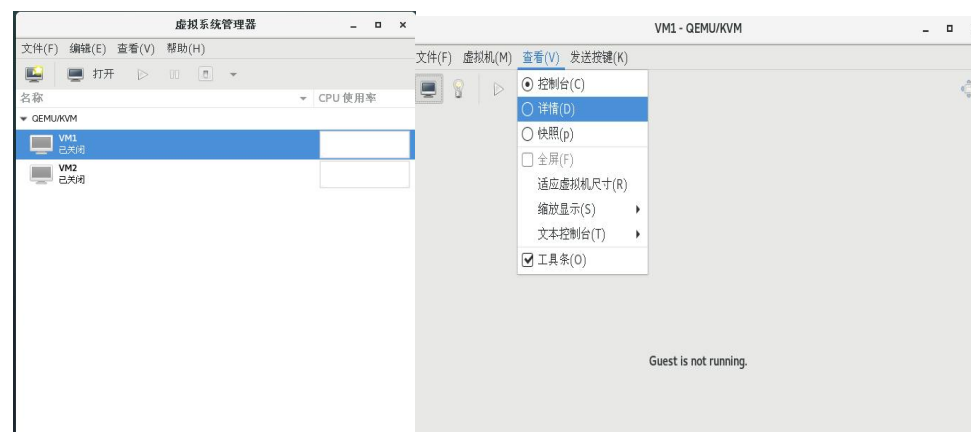 虚拟系统管理器
文件(F) 编辑(E) 查看(V) 帮助(H)
打开
名称 CPU 使用率
QEMU/KVM
VM1
已关闭
VM2
已关闭
VM1 - QEMU/KVM
文件(F) 虚拟机(M) 查看(V) 发送按键(K)
控制台(C)
详情(D)
快照(p)
全屏(F)
适应虚拟机尺寸(R)
缩放显示(S)
文本控制台(T)
工具条(O)
Guest is not running.